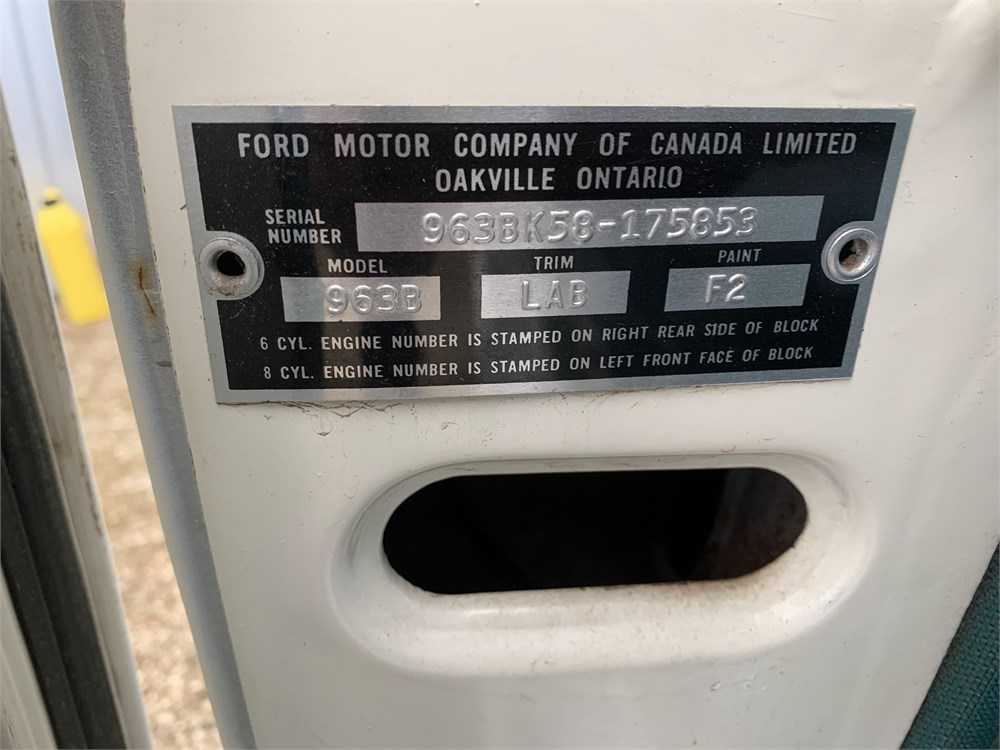 FORD MOTOR COMPANY OF CANADA LIMITED
OAKVILLE ONTARIO
SERIAL NUMBER 963BK58-175853
MODEL TRIM PAINT
963B LAB F2
6 CYL. ENGINE NUMBER IS STAMPED ON RIGHT REAR SIDE OF BLOCK
8 CYL. ENGINE NUMBER IS STAMPED ON LEFT FRONT FACE OF BLOCK